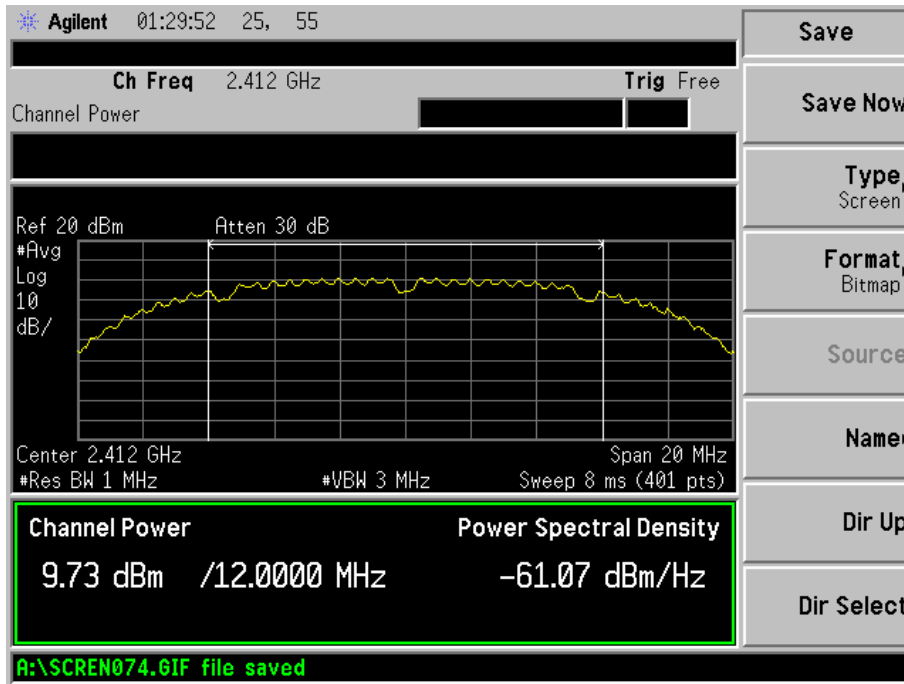 Agilent 01:29:52 25, 55
Ch Freq 2.412 GHz Trig Free
Channel Power
Ref 20 dBm Atten 30 dB
#Avg
Log
10
dB/
Center 2.412 GHz Span 20 MHz
#Res BW 1 MHz #VBW 3 MHz Sweep 8 ms (401 pts)
Channel Power Power Spectral Density
9.73 dBm /12.0000 MHz -61.07 dBm/Hz
A:\SCREN074.GIF file saved
Save
Save Now
Type
Screen
Format
Bitmap
Source
Name
Dir Up
Dir Select